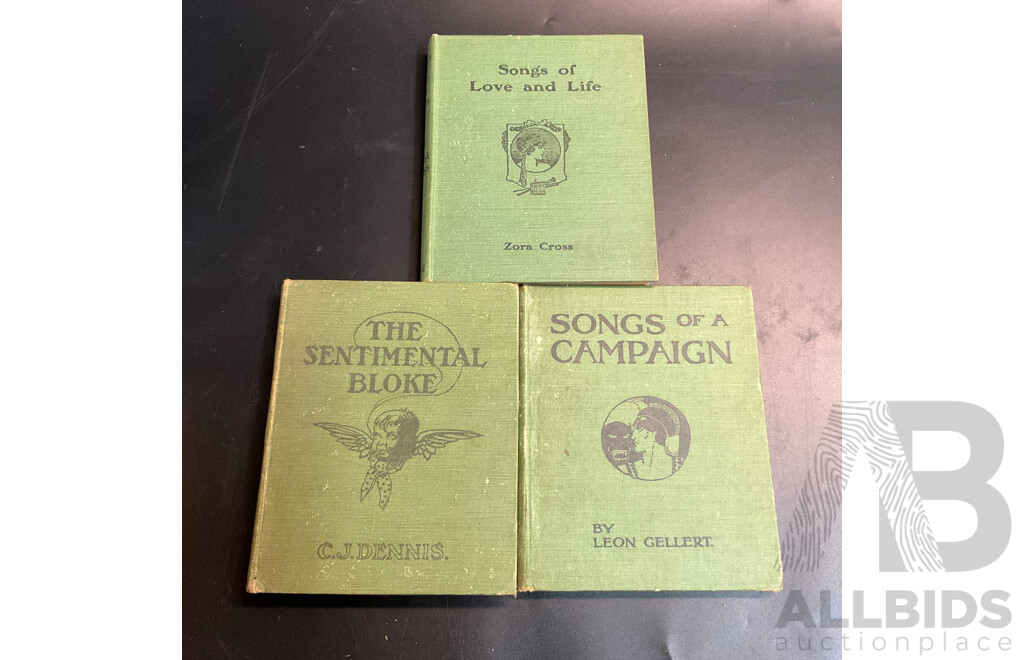 Songs of
Love and Life
Zora Cross
THE
SENTIMENTAL
BLOKE
C.J. DENNIS.
SONGS OF A
CAMPAIGN
BY
LEON GELLERT.
AB
ALLBIDS
auctionplace